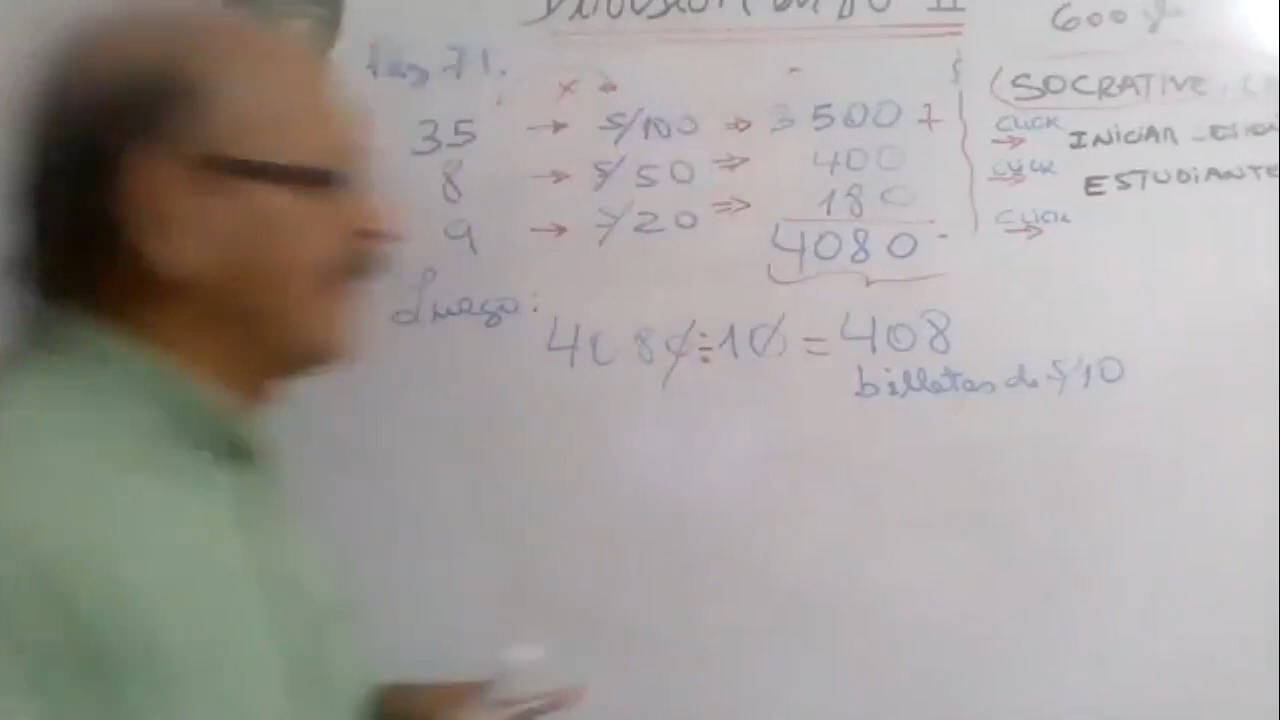 600
Pag 71:
(SOCRATIVE.
35 → S/100 ⇒ 3500 +
8 → S/50 ⇒ 400
9 → S/20 ⇒ 180
4080
CLICK → INICIAR
CLICK → ESTUDIANTE
CLICK →
Luego:
4080 ÷ 10 = 408
billetes de S/10